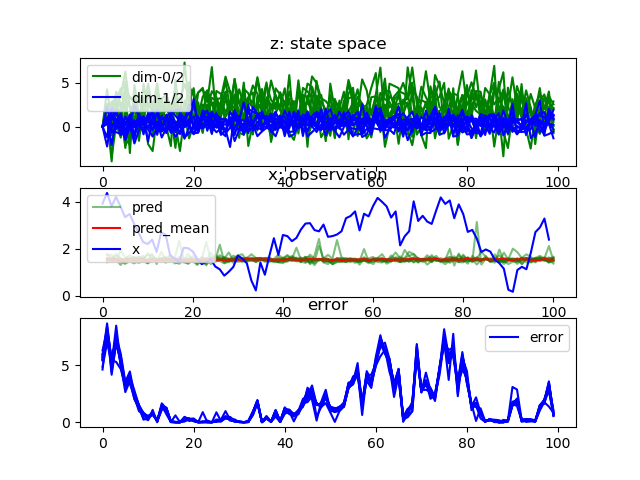 z: state space
dim-0/2
dim-1/2
5
0
0 20 40 60 80 100
x: observation
pred
pred_mean
x
4
2
0
0 20 40 60 80 100
error
error
5
0
0 20 40 60 80 100